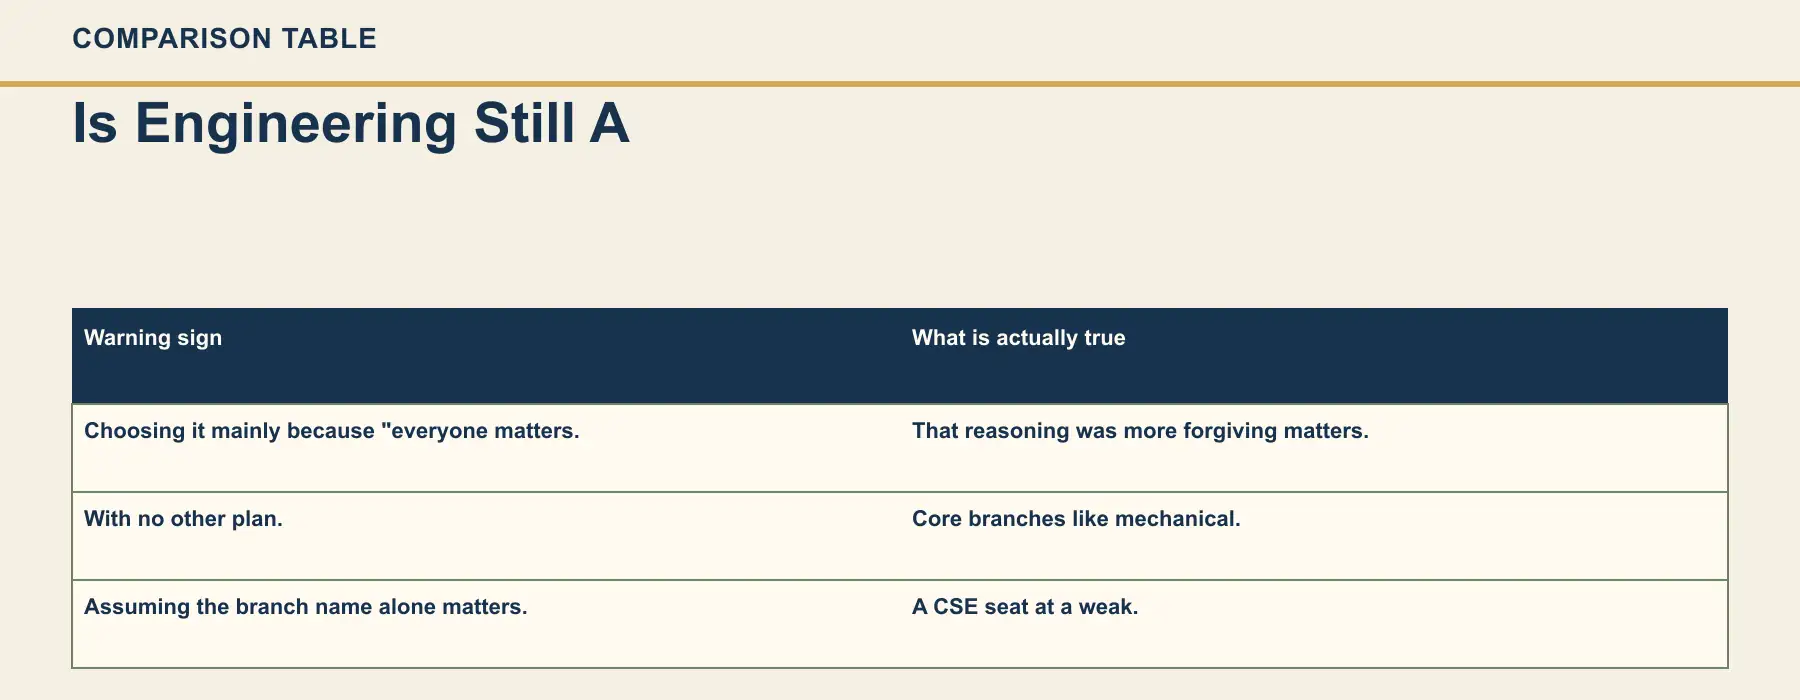 COMPARISON TABLE
Is Engineering Still A
Warning sign
What is actually true
Choosing it mainly because "everyone matters.
That reasoning was more forgiving matters.
With no other plan.
Core branches like mechanical.
Assuming the branch name alone matters.
A CSE seat at a weak.